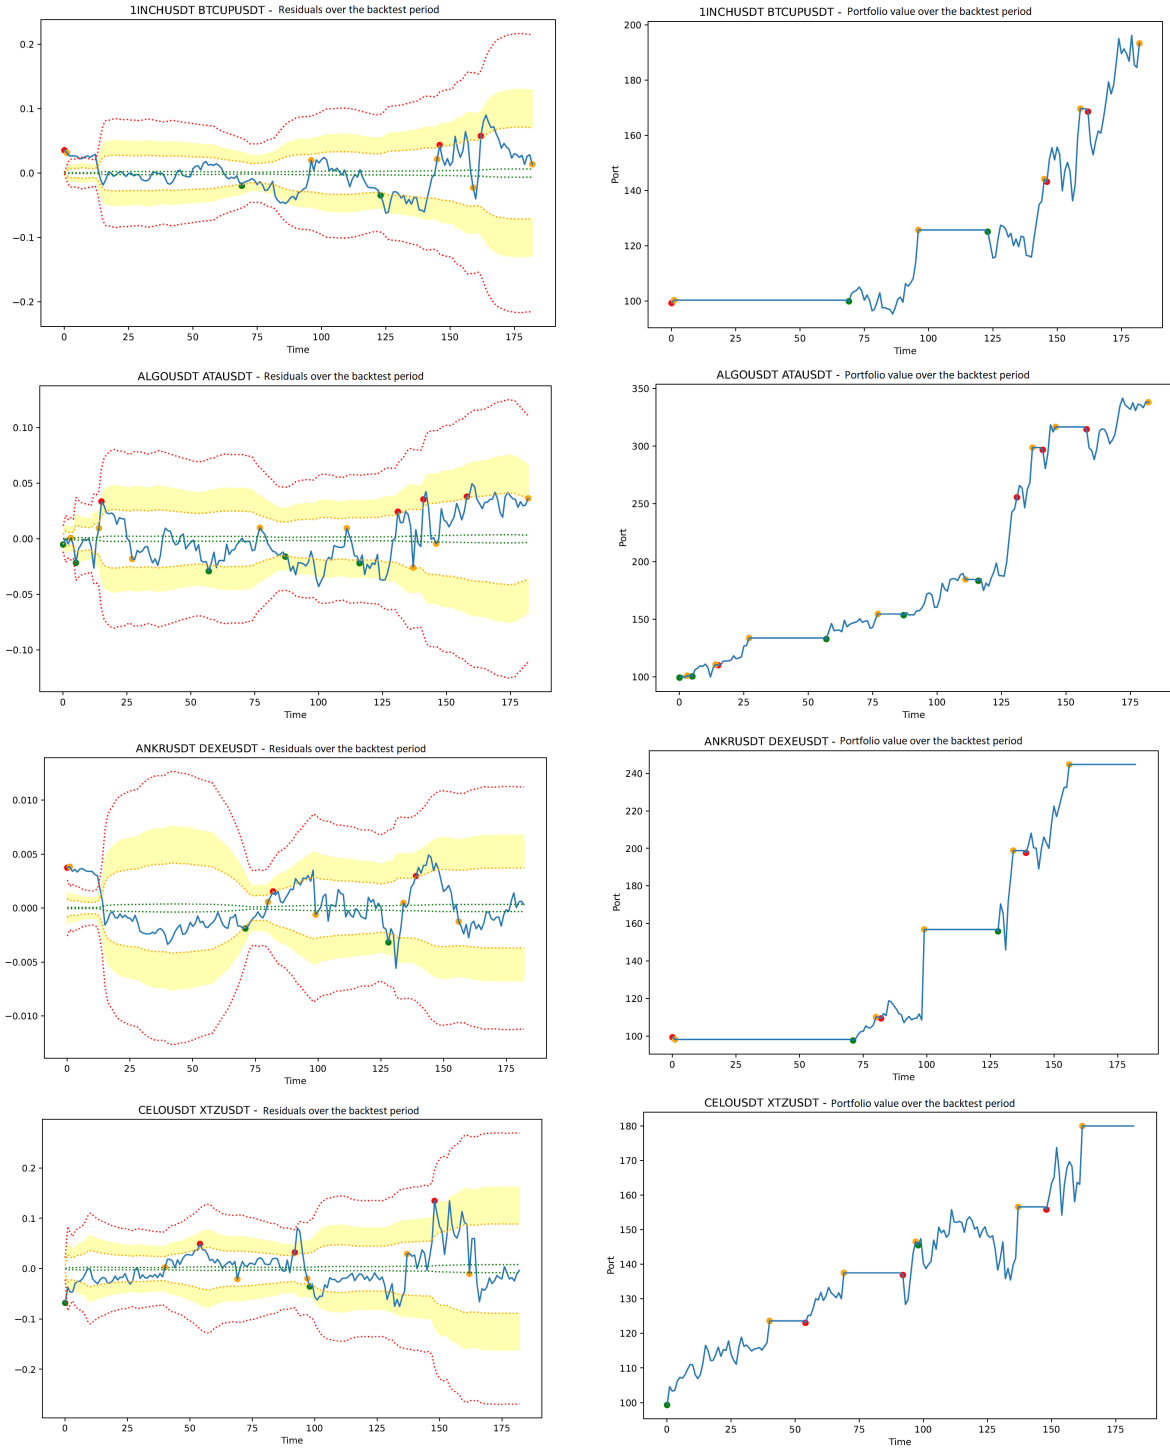 1INCHUSDT BTCUPUSDT - Residuals over the backtest period
0.2
0.1
0.0
−0.1
−0.2
0 25 50 75 100 125 150 175
Time
1INCHUSDT BTCUPUSDT - Portfolio value over the backtest period
200
180
160
140
120
100
Port
0 25 50 75 100 125 150 175
Time
ALGOUSDT ATAUSDT - Residuals over the backtest period
0.10
0.05
0.00
−0.05
−0.10
0 25 50 75 100 125 150 175
Time
ALGOUSDT ATAUSDT - Portfolio value over the backtest period
350
300
250
200
150
100
Port
0 25 50 75 100 125 150 175
Time
ANKRUSDT DEXEUSDT - Residuals over the backtest period
0.010
0.005
0.000
−0.005
−0.010
0 25 50 75 100 125 150 175
Time
ANKRUSDT DEXEUSDT - Portfolio value over the backtest period
240
220
200
180
160
140
120
100
Port
0 25 50 75 100 125 150 175
Time
CELOUSDT XTZUSDT - Residuals over the backtest period
0.2
0.1
0.0
−0.1
−0.2
0 25 50 75 100 125 150 175
Time
CELOUSDT XTZUSDT - Portfolio value over the backtest period
180
170
160
150
140
130
120
110
100
Port
0 25 50 75 100 125 150 175
Time